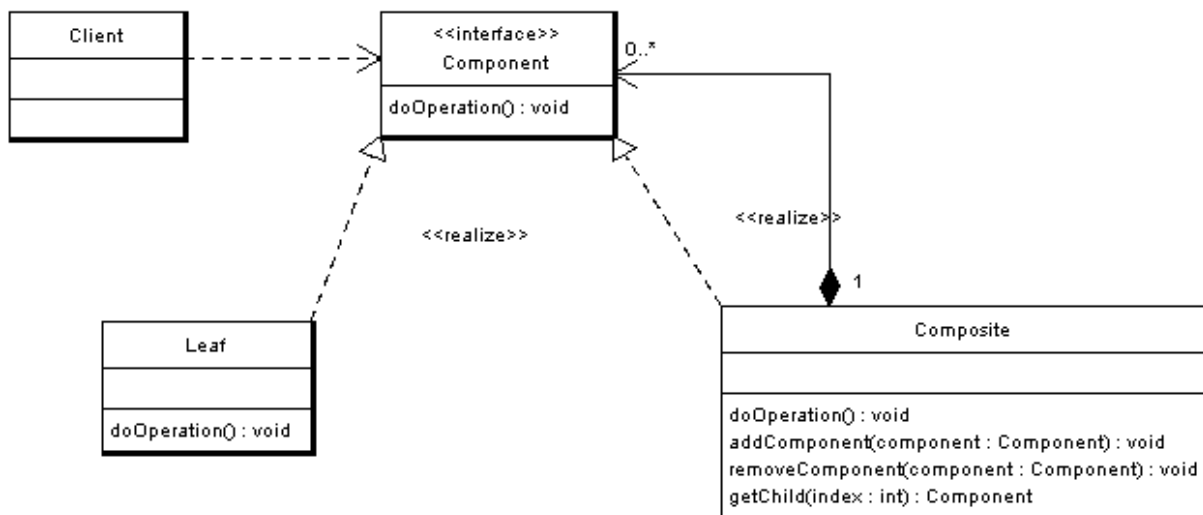 Client
<<interface>>
Component
doOperation() : void
0..*
<<realize>>
<<realize>>
1
Leaf
doOperation() : void
Composite
doOperation() : void
addComponent(component : Component) : void
removeComponent(component : Component) : void
getChild(index : int) : Component